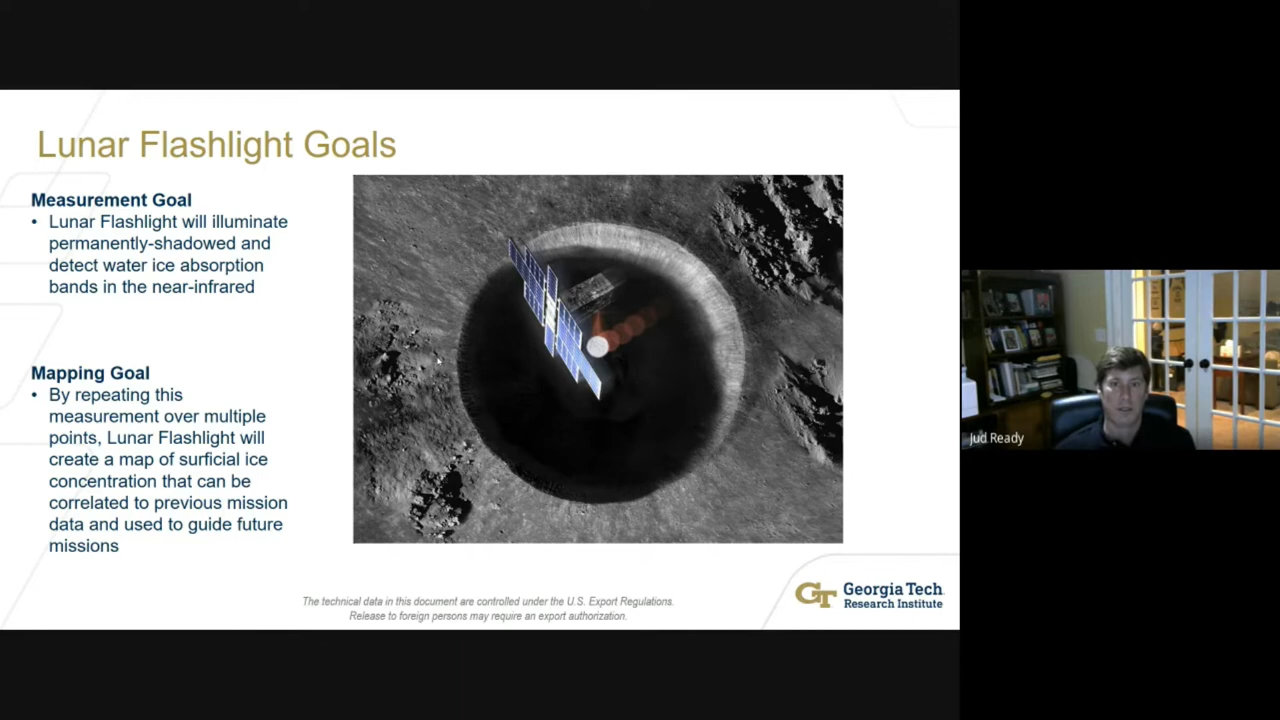 Lunar Flashlight Goals
Measurement Goal
• Lunar Flashlight will illuminate
permanently-shadowed and
detect water ice absorption
bands in the near-infrared
Mapping Goal
• By repeating this
measurement over multiple
points, Lunar Flashlight will
create a map of surficial ice
concentration that can be
correlated to previous mission
data and used to guide future
missions
The technical data in this document are controlled under the U.S. Export Regulations.
Release to foreign persons may require an export authorization.
GT Georgia Tech
Research Institute
Jud Ready